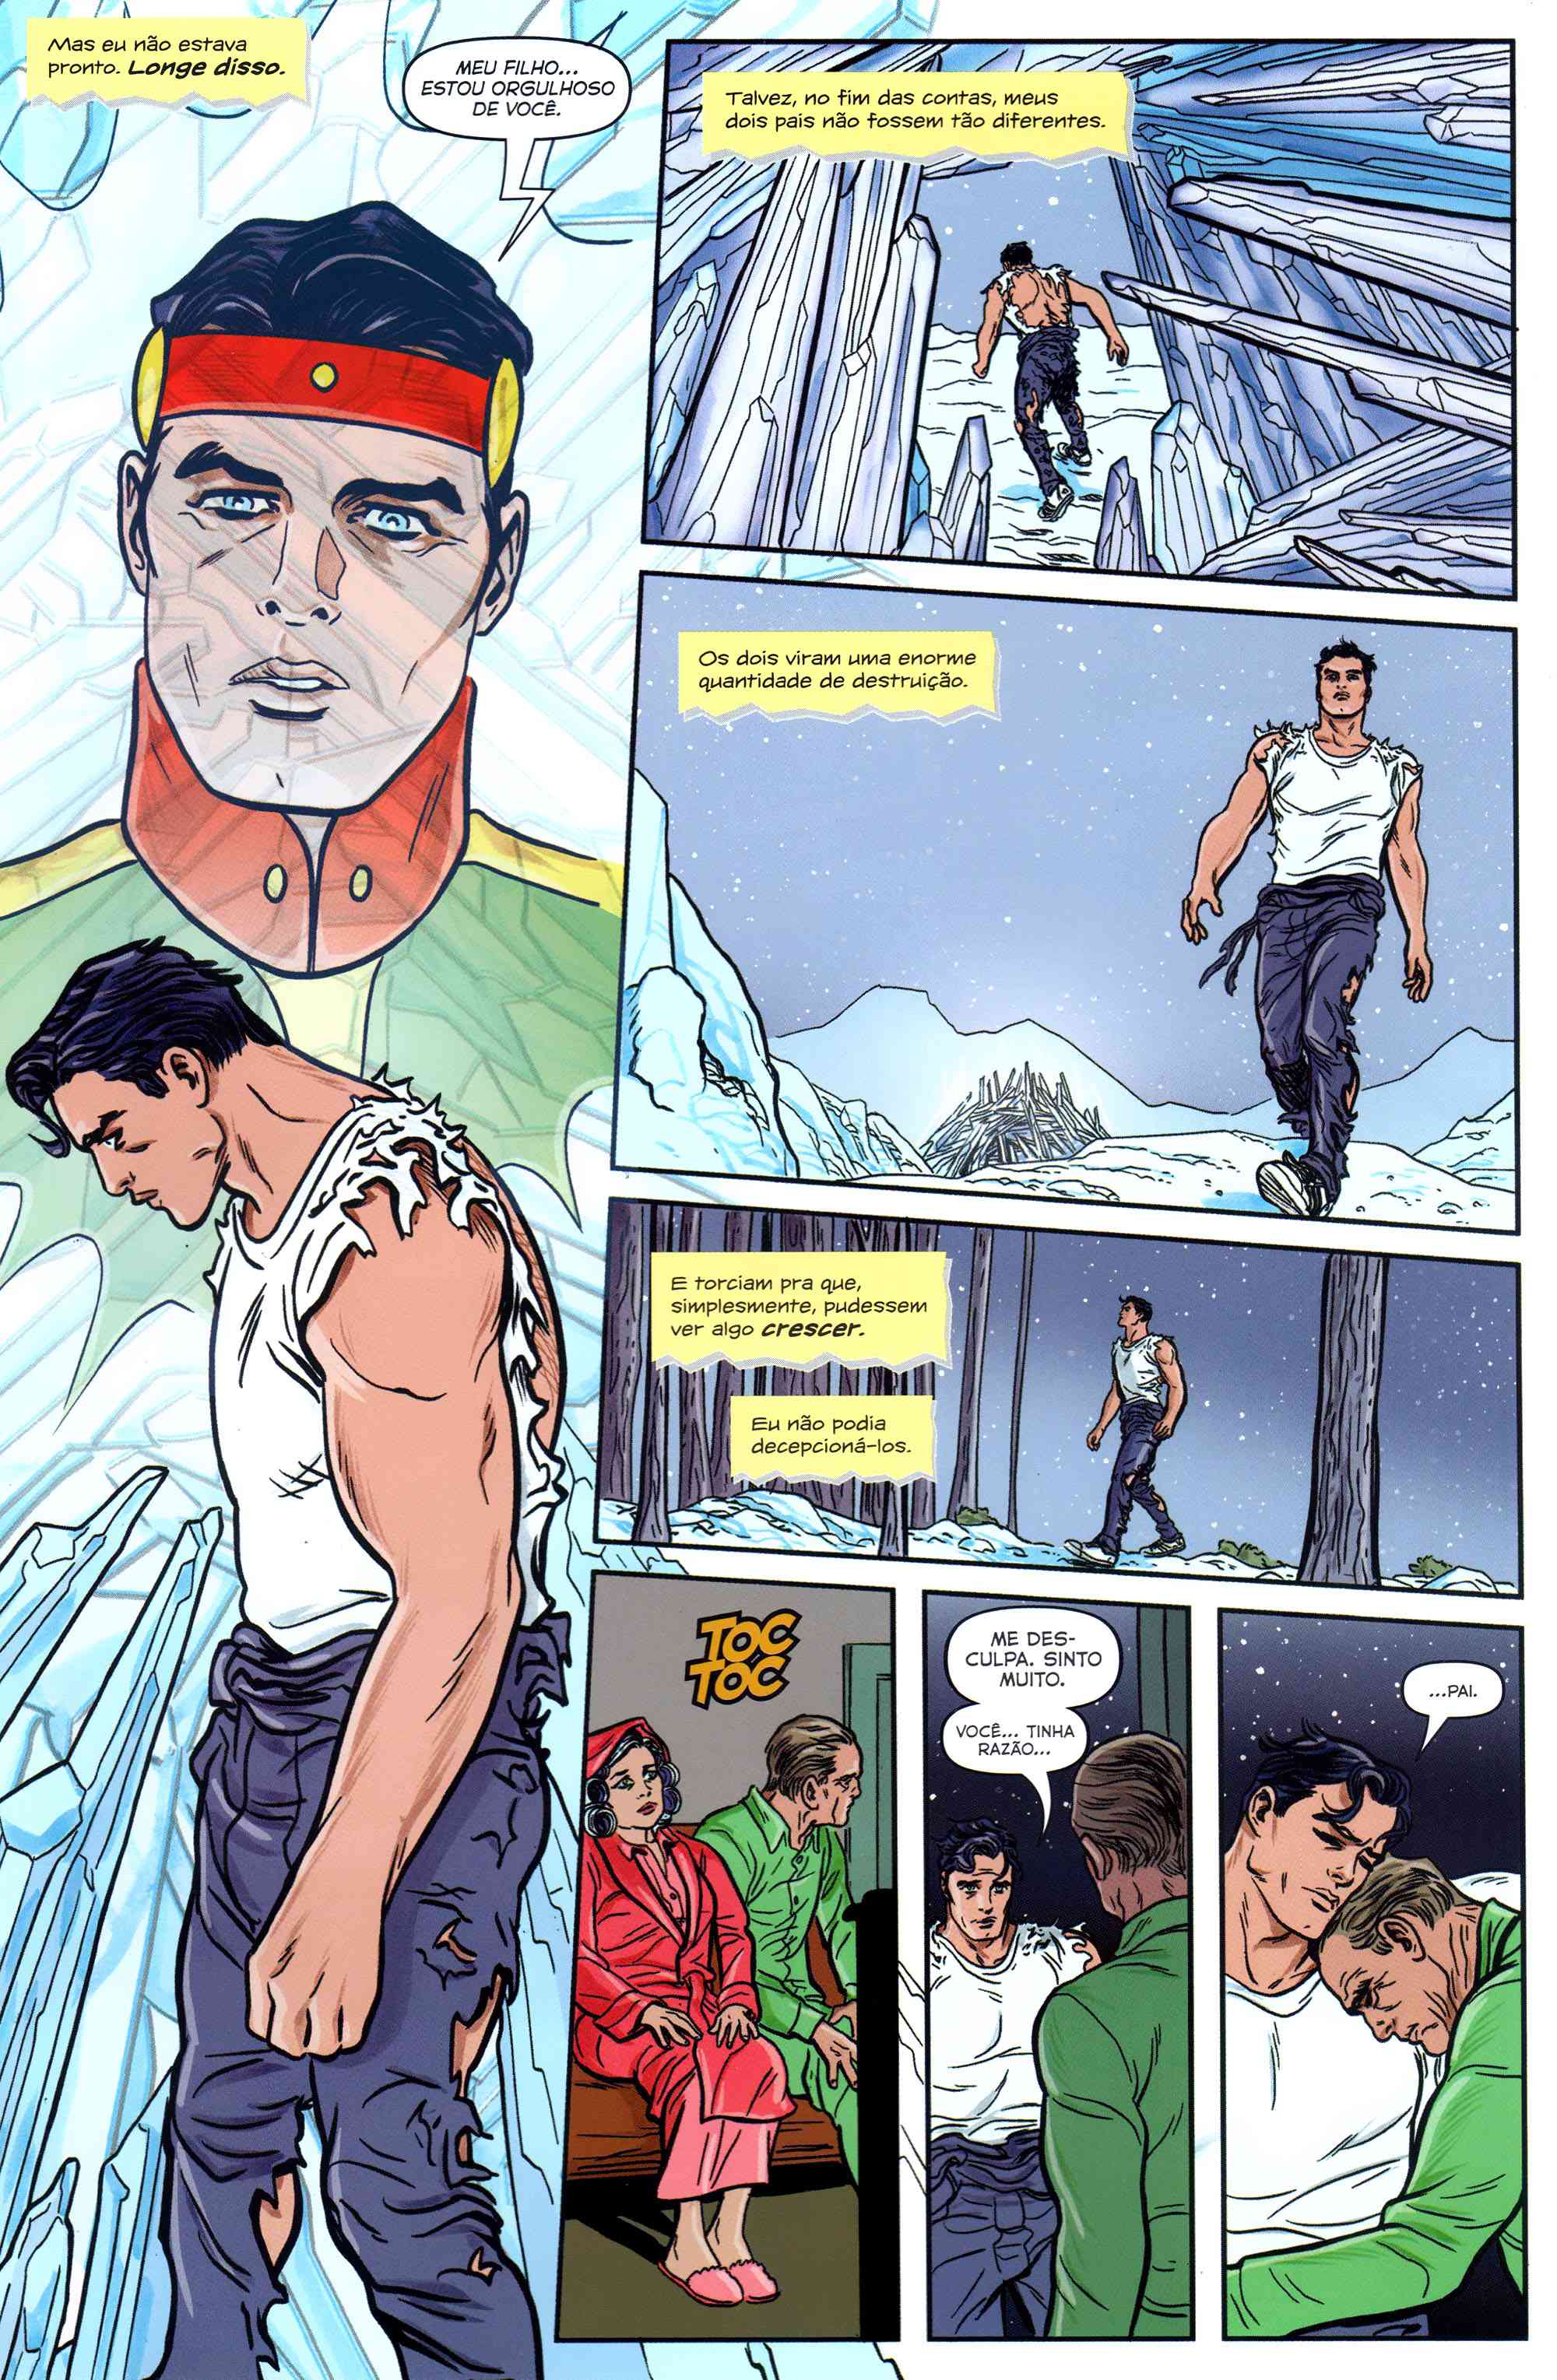 Mas eu não estava
pronto. Longe disso.
MEU FILHO...
ESTOU ORGULHOSO
DE VOCÊ.
Talvez, no fim das contas, meus
dois pais não fossem tão diferentes.
Os dois viram uma enorme
quantidade de destruição.
E torciam pra que,
simplesmente, pudessem
ver algo crescer.
Eu não podia
decepcioná-los.
TOC
TOC
ME DES-
CULPA. SINTO
MUITO.
VOCÊ... TINHA
RAZÃO...
...PAI.